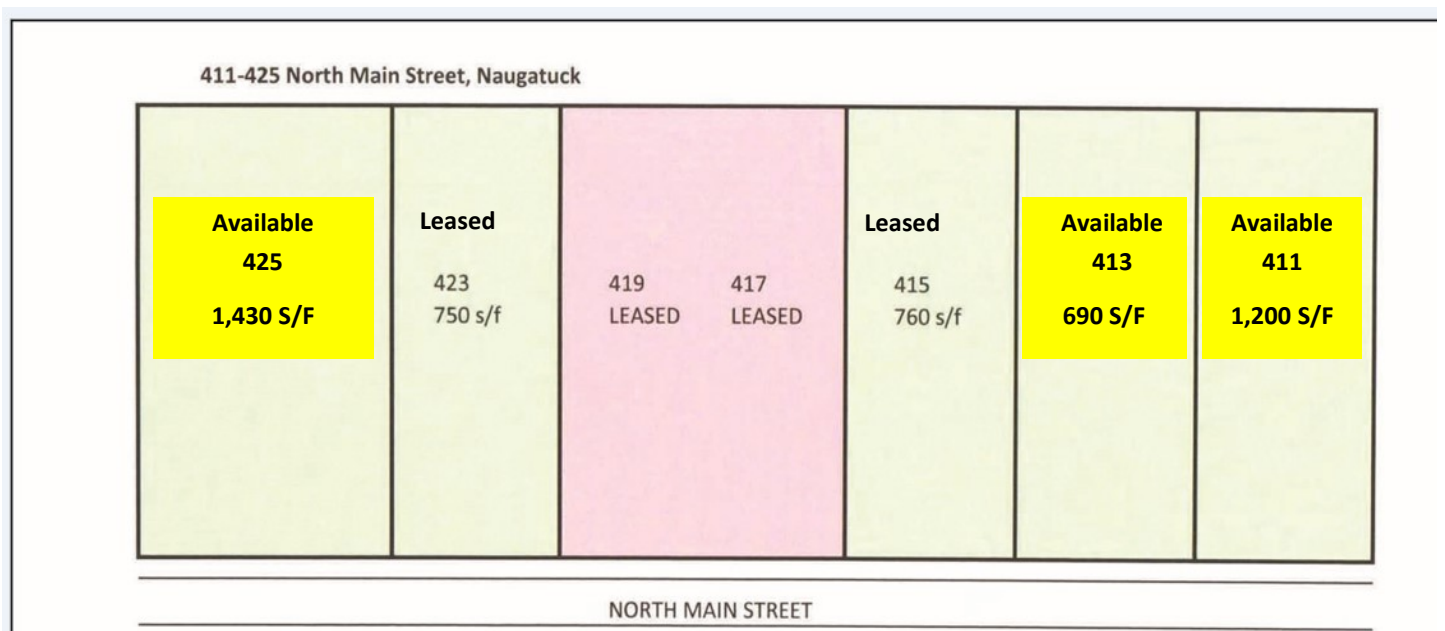 411-425 North Main Street, Naugatuck
Available
425
1,430 S/F
Leased
423
750 s/f
419
LEASED
417
LEASED
Leased
415
760 s/f
Available
413
690 S/F
Available
411
1,200 S/F
NORTH MAIN STREET